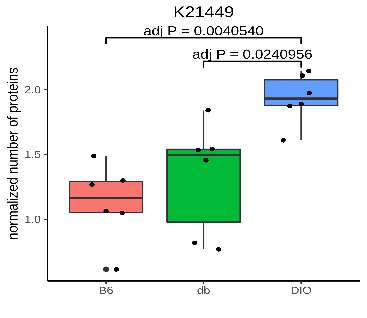 K21449
adj P = 0.0040540
adj P = 0.0240956
normalized number of proteins
2.0
1.5
1.0
B6 db DIO